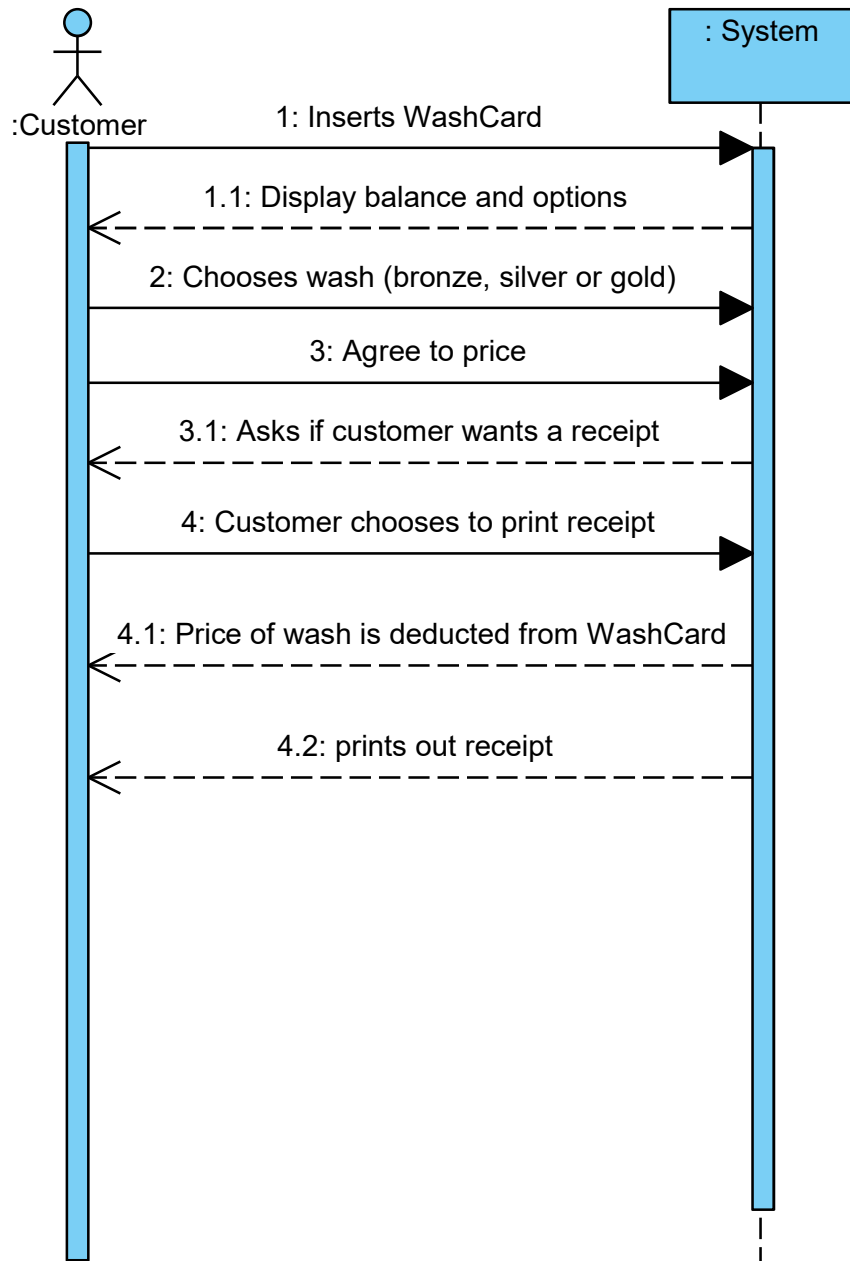 : System
:Customer
1: Inserts WashCard
1.1: Display balance and options
2: Chooses wash (bronze, silver or gold)
3: Agree to price
3.1: Asks if customer wants a receipt
4: Customer chooses to print receipt
4.1: Price of wash is deducted from WashCard
4.2: prints out receipt